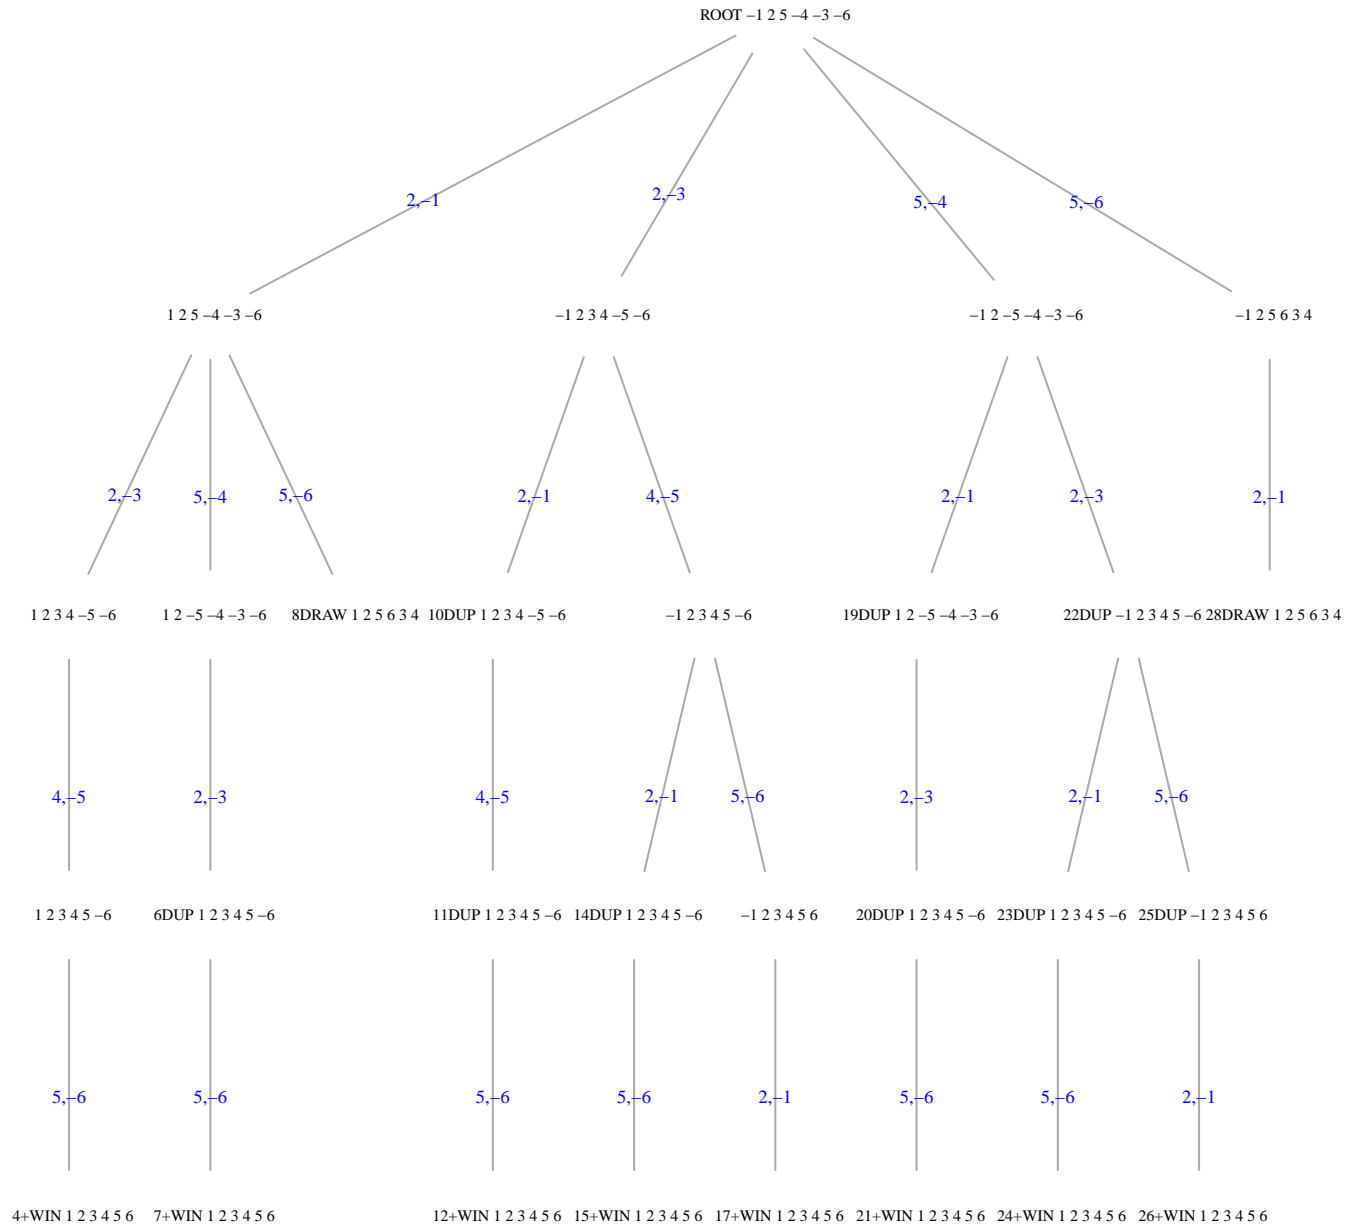 ROOT −1 2 5 −4 −3 −6
2,−1 2,−3 5,−4 5,−6
1 2 5 −4 −3 −6 −1 2 3 4 −5 −6 −1 2 −5 −4 −3 −6 −1 2 5 6 3 4
2,−3 5,−4 5,−6 2,−1 4,−5 2,−1 2,−3 2,−1
1 2 3 4 −5 −6 1 2 −5 −4 −3 −6 8DRAW 1 2 5 6 3 4 10DUP 1 2 3 4 −5 −6 −1 2 3 4 5 −6 19DUP 1 2 −5 −4 −3 −6 22DUP −1 2 3 4 5 −6 28DRAW 1 2 5 6 3 4
4,−5 2,−3 4,−5 2,−1 5,−6 2,−3 2,−1 5,−6
1 2 3 4 5 −6 6DUP 1 2 3 4 5 −6 11DUP 1 2 3 4 5 −6 14DUP 1 2 3 4 5 −6 −1 2 3 4 5 6 20DUP 1 2 3 4 5 −6 23DUP 1 2 3 4 5 −6 25DUP −1 2 3 4 5 6
5,−6 5,−6 5,−6 5,−6 2,−1 5,−6 5,−6 2,−1
4+WIN 1 2 3 4 5 6 7+WIN 1 2 3 4 5 6 12+WIN 1 2 3 4 5 6 15+WIN 1 2 3 4 5 6 17+WIN 1 2 3 4 5 6 21+WIN 1 2 3 4 5 6 24+WIN 1 2 3 4 5 6 26+WIN 1 2 3 4 5 6